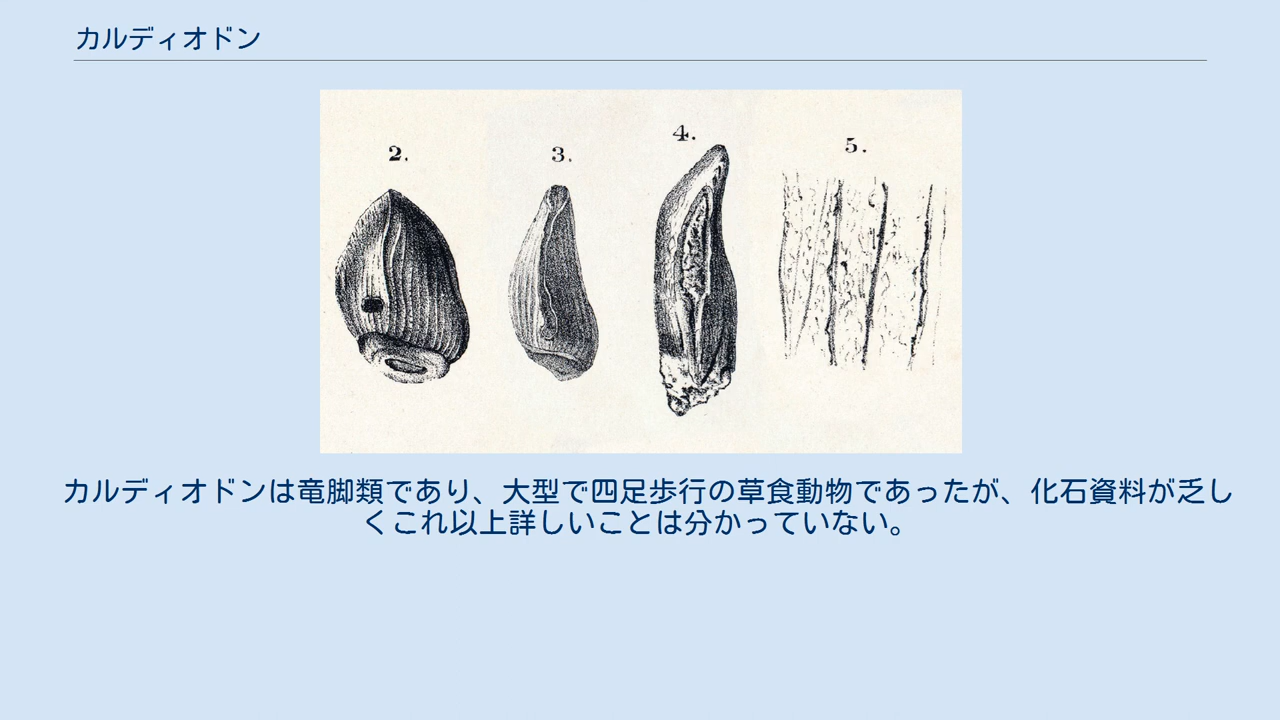 カルディオドン
2. 3. 4. 5.
カルディオドンは竜脚類であり、大型で四足歩行の草食動物であったが、化石資料が乏し
くこれ以上詳しいことは分かっていない。